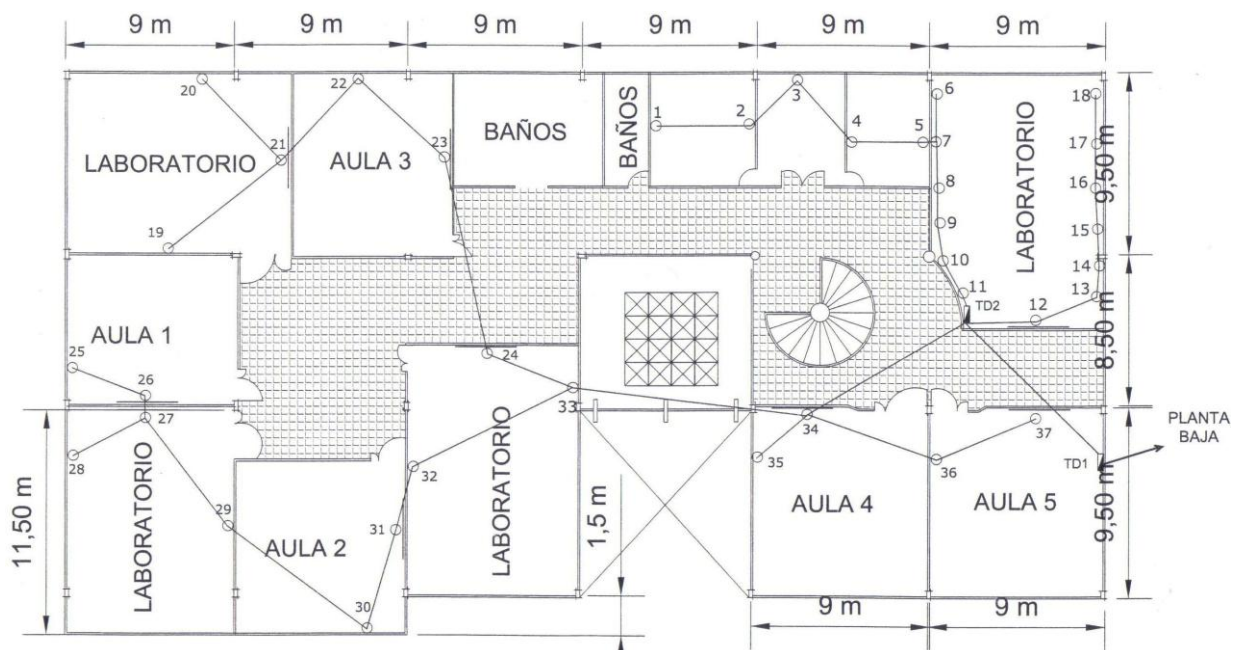 9 m 9 m 9 m 9 m 9 m 9 m
20
22
21
LABORATORIO
AULA 3
23
19
BAÑOS
BAÑOS
1
2
3
4
5
6
7
8
9
10
11
12
13
14
15
16
17
18
LABORATORIO
9,50 m
TD2
8,50 m
AULA 1
25
26
27
28
LABORATORIO
11,50 m
29
AULA 2
30
31
32
24
33
LABORATORIO
1,5 m
34
35
AULA 4
36
37
AULA 5
TD1
PLANTA
BAJA
9,50 m
9 m 9 m